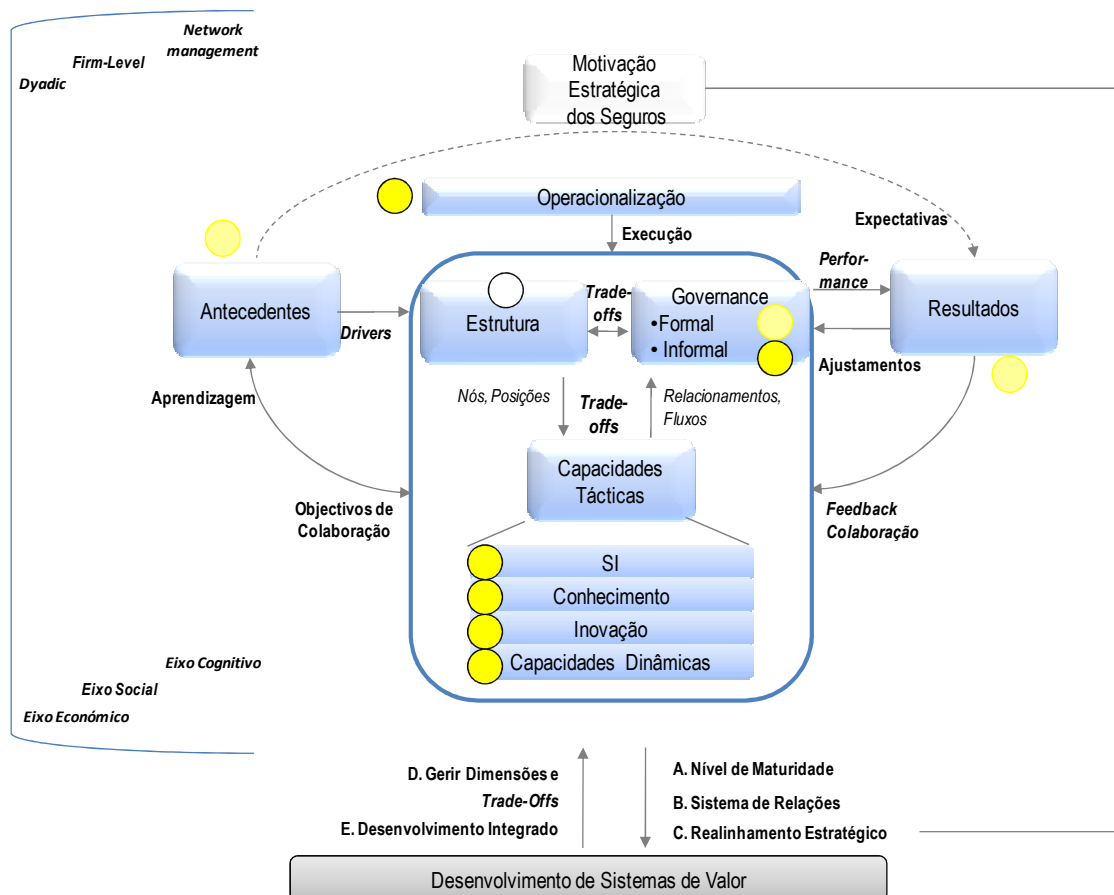 Network
management
Firm-Level
Dyadic
Motivação
Estratégica
dos Seguros
Operacionalização
Execução
Expectativas
Perfor-
mance
Antecedentes
Drivers
Estrutura
Trade-
offs
Governance
•Formal
• Informal
Resultados
Ajustamentos
Aprendizagem
Nós, Posições
Trade-
offs
Relacionamentos,
Fluxos
Capacidades
Tácticas
Objectivos de
Colaboração
Feedback
Colaboração
SI
Conhecimento
Inovação
Capacidades Dinâmicas
Eixo Cognitivo
Eixo Social
Eixo Económico
D. Gerir Dimensões e
Trade-Offs
E. Desenvolvimento Integrado
A. Nível de Maturidade
B. Sistema de Relações
C. Realinhamento Estratégico
Desenvolvimento de Sistemas de Valor